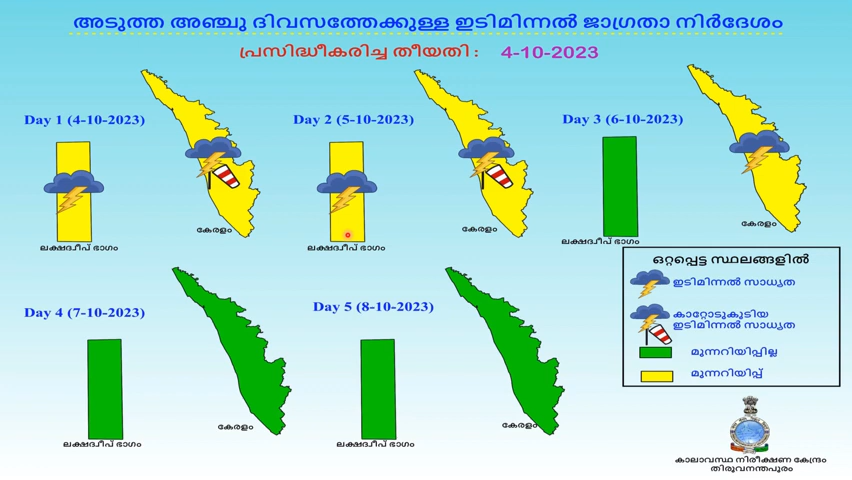 അടുത്ത അഞ്ചു ദിവസത്തേക്കുള്ള ഇടിമിന്നൽ ജാഗ്രതാ നിർദേശം
പ്രസിദ്ധീകരിച്ച തീയതി : 4-10-2023
Day 1 (4-10-2023)
കേരളം
ലക്ഷദ്വീപ് ഭാഗം
Day 2 (5-10-2023)
കേരളം
ലക്ഷദ്വീപ് ഭാഗം
Day 3 (6-10-2023)
കേരളം
ലക്ഷദ്വീപ് ഭാഗം
ഒറ്റപ്പെട്ട സ്ഥലങ്ങളിൽ
ഇടിമിന്നൽ സാധ്യത
കാറ്റോടുകൂടിയ
ഇടിമിന്നൽ സാധ്യത
മുന്നറിയിപ്പില്ല
മുന്നറിയിപ്പ്
Day 4 (7-10-2023)
കേരളം
ലക്ഷദ്വീപ് ഭാഗം
Day 5 (8-10-2023)
കേരളം
ലക്ഷദ്വീപ് ഭാഗം
കാലാവസ്ഥ നിരീക്ഷണ കേന്ദ്രം
തിരുവനന്തപുരം